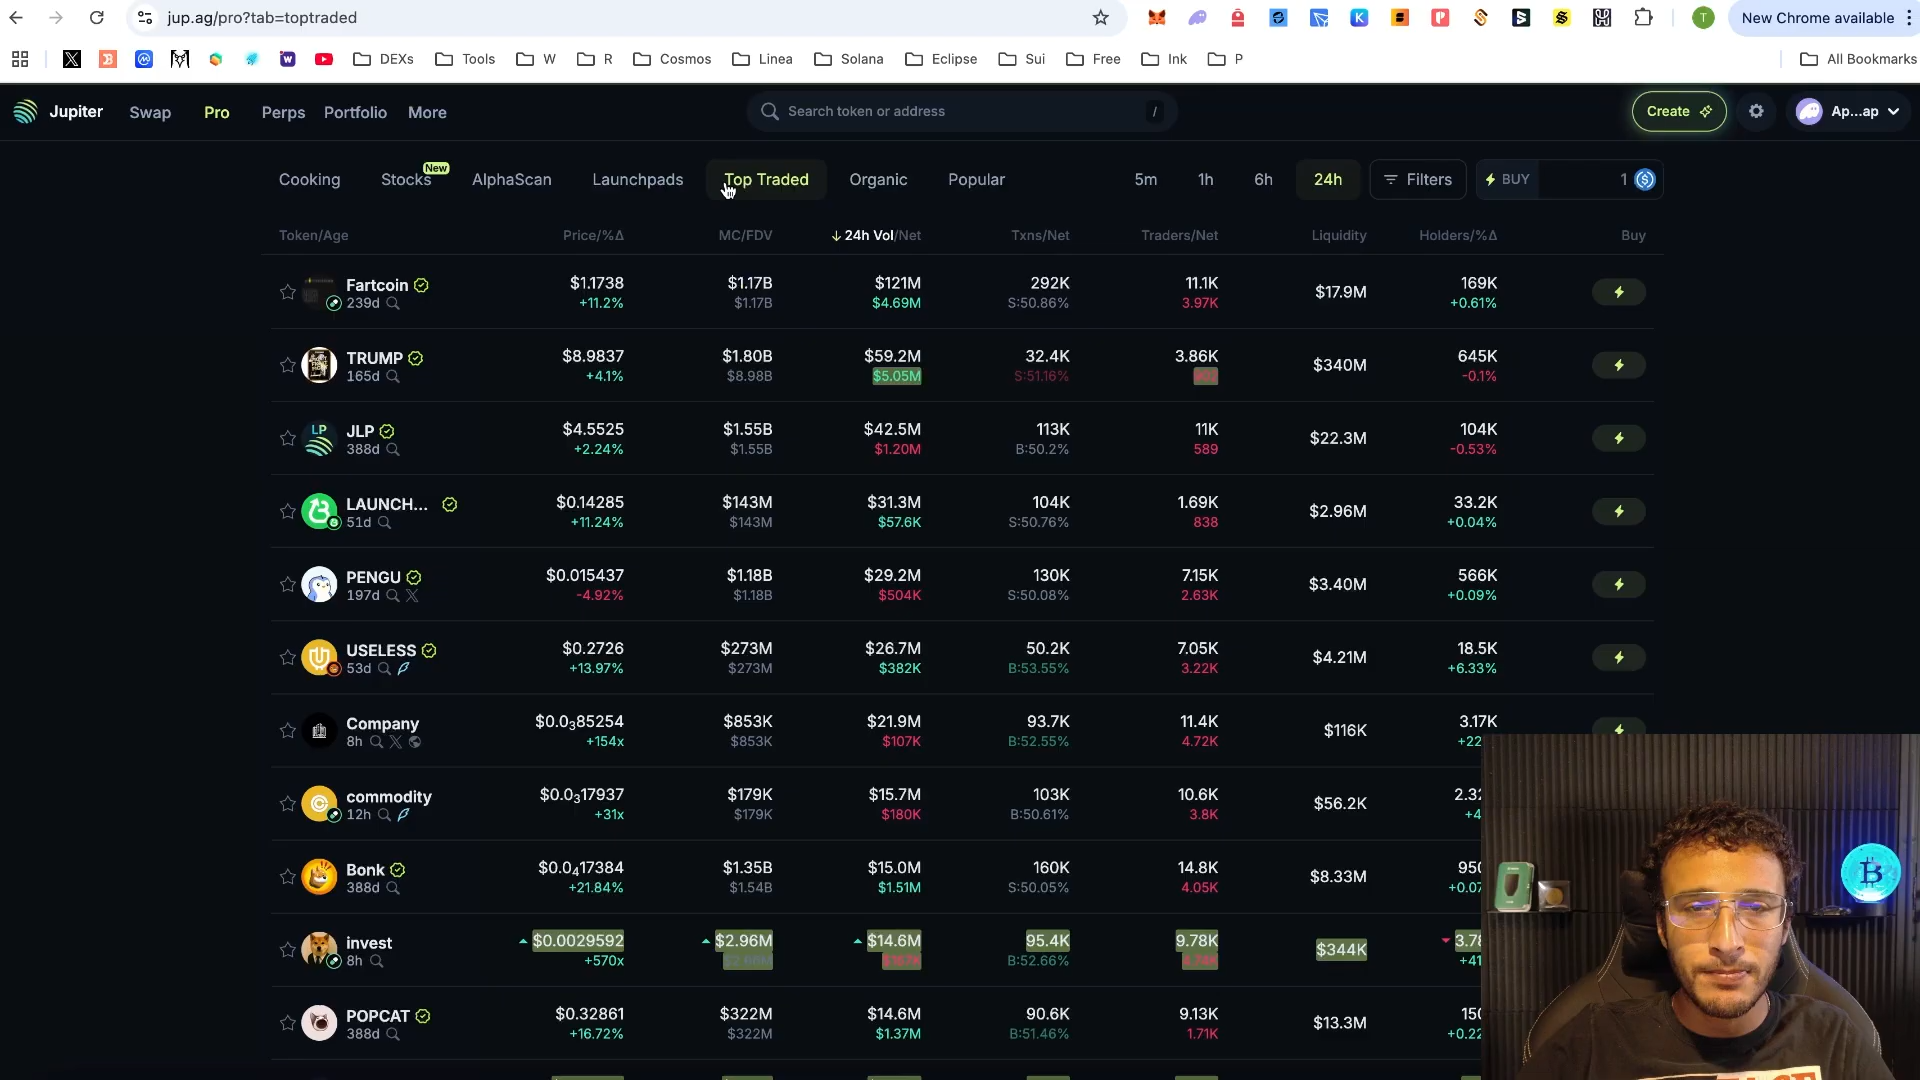 jup.ag/pro?tab=toptraded
T
New Chrome available
DEXs Tools W R Cosmos Linea Solana Eclipse Sui Free Ink P All Bookmarks
Jupiter Swap Pro Perps Portfolio More Search token or address / Create Ap...ap
Cooking Stocks New AlphaScan Launchpads Top Traded Organic Popular 5m 1h 6h 24h Filters BUY 1
Token/Age Price/%Δ MC/FDV 24h Vol/Net Txns/Net Traders/Net Liquidity Holders/%Δ Buy
Fartcoin $1.1738 $1.17B $121M 292K 11.1K $17.9M 169K
239d +11.2% $1.17B $4.69M S:50.86% 3.97K +0.61%
TRUMP $8.9837 $1.80B $59.2M 32.4K 3.86K $340M 645K
165d +4.1% $8.98B $5.05M S:51.16% -0.1%
LP JLP $4.5525 $1.55B $42.5M 113K 11K $22.3M 104K
388d +2.24% $1.55B $1.20M B:50.2% 589 -0.53%
LAUNCH... $0.14285 $143M $31.3M 104K 1.69K $2.96M 33.2K
51d +11.24% $143M $57.6K S:50.76% 838 +0.04%
PENGU $0.015437 $1.18B $29.2M 130K 7.15K $3.40M 566K
197d -4.92% $1.18B $504K S:50.08% 2.63K +0.09%
USELESS $0.2726 $273M $26.7M 50.2K 7.05K $4.21M 18.5K
53d +13.97% $273M $382K B:53.55% 3.22K +6.33%
Company $0.0₃85254 $853K $21.9M 93.7K 11.4K $116K 3.17K
8h +154x $853K $107K B:52.55% 4.72K +22
commodity $0.0₃17937 $179K $15.7M 103K 10.6K $56.2K 2.32
12h +31x $179K $180K B:50.61% 3.8K +4
Bonk $0.0₄17384 $1.35B $15.0M 160K 14.8K $8.33M 950
388d +21.84% $1.54B $1.51M S:50.05% 4.05K +0.07
invest $0.0029592 $2.96M $14.6M 95.4K 9.78K $344K 3.78
8h +570x B:52.66% +41
POPCAT $0.32861 $322M $14.6M 90.6K 9.13K $13.3M 150
388d +16.72% $322M $1.37M B:51.46% 1.71K +0.22